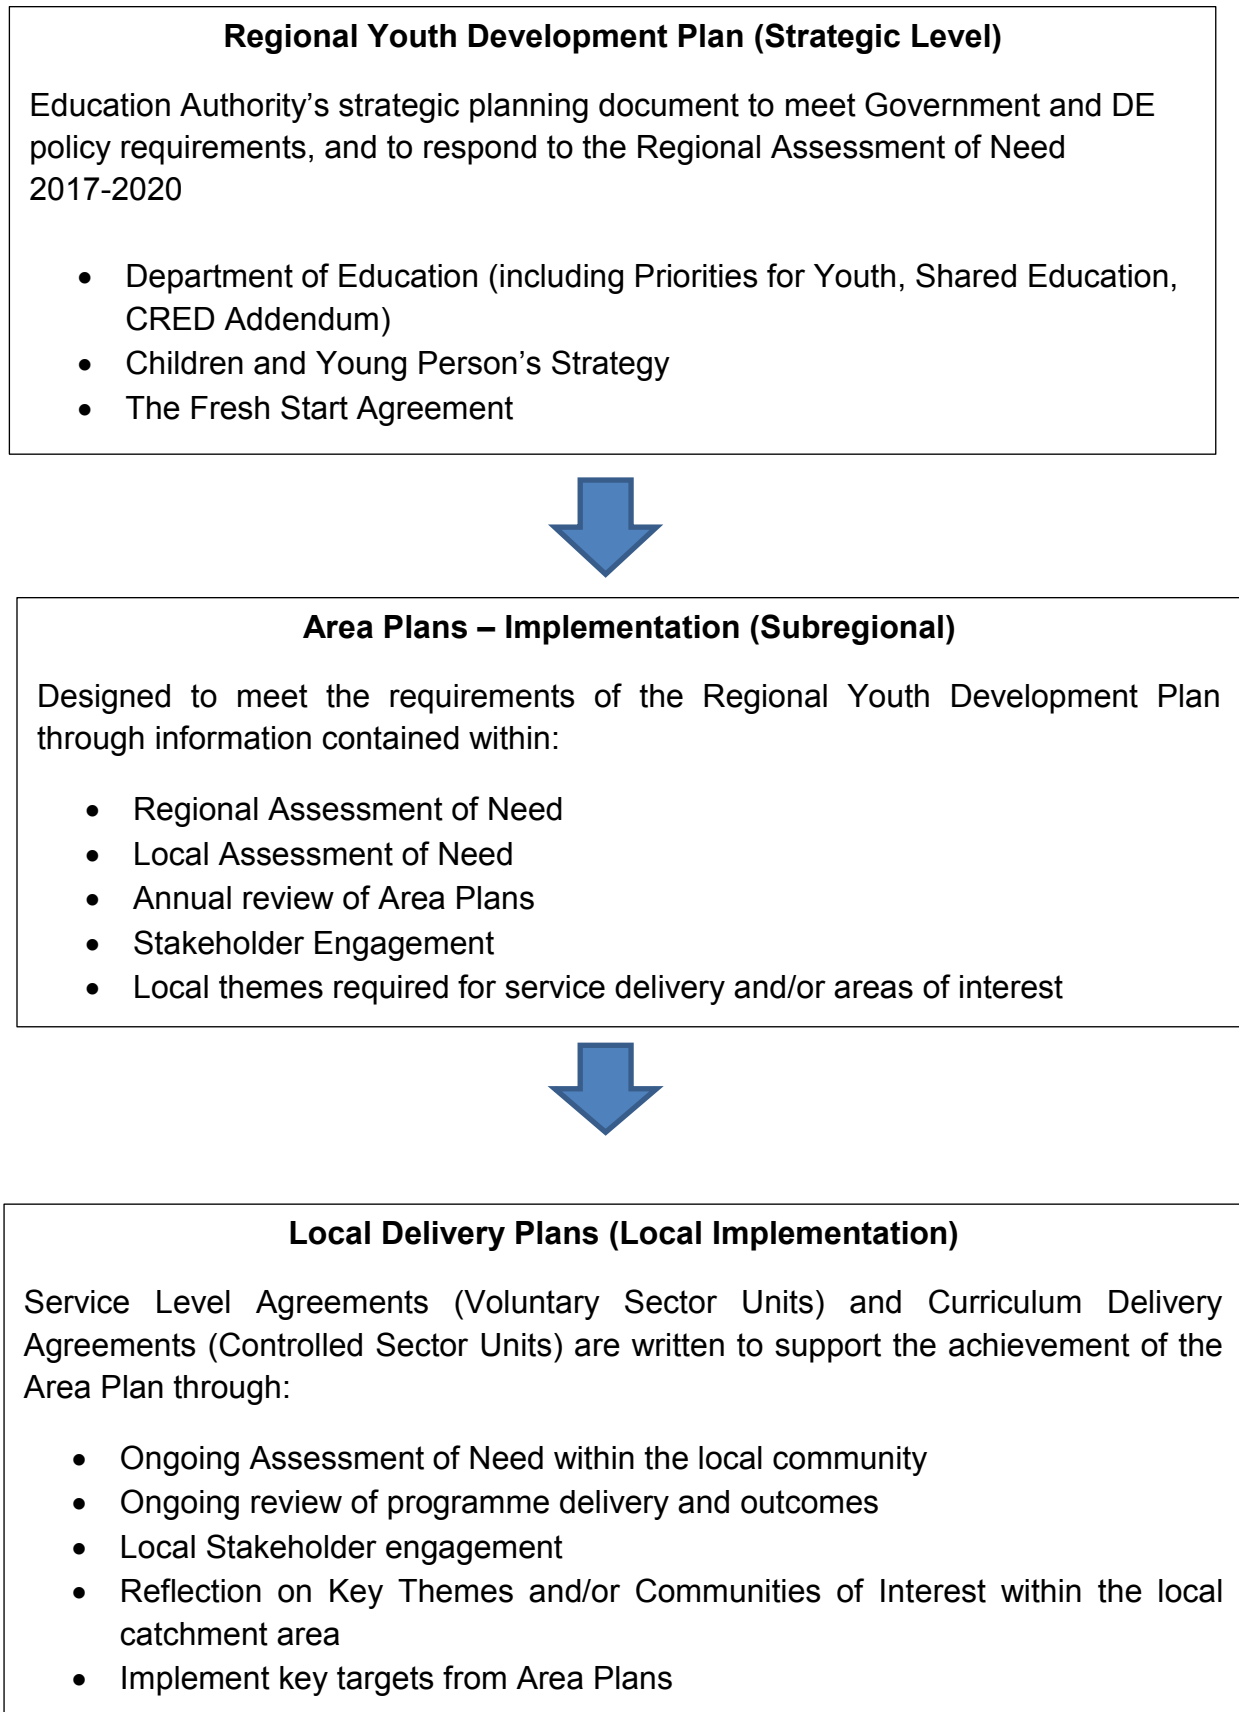 Regional Youth Development Plan (Strategic Level)
Education Authority’s strategic planning document to meet Government and DE
policy requirements, and to respond to the Regional Assessment of Need
2017-2020
• Department of Education (including Priorities for Youth, Shared Education,
CRED Addendum)
• Children and Young Person’s Strategy
• The Fresh Start Agreement
Area Plans – Implementation (Subregional)
Designed to meet the requirements of the Regional Youth Development Plan
through information contained within:
• Regional Assessment of Need
• Local Assessment of Need
• Annual review of Area Plans
• Stakeholder Engagement
• Local themes required for service delivery and/or areas of interest
Local Delivery Plans (Local Implementation)
Service Level Agreements (Voluntary Sector Units) and Curriculum Delivery
Agreements (Controlled Sector Units) are written to support the achievement of the
Area Plan through:
• Ongoing Assessment of Need within the local community
• Ongoing review of programme delivery and outcomes
• Local Stakeholder engagement
• Reflection on Key Themes and/or Communities of Interest within the local
catchment area
• Implement key targets from Area Plans